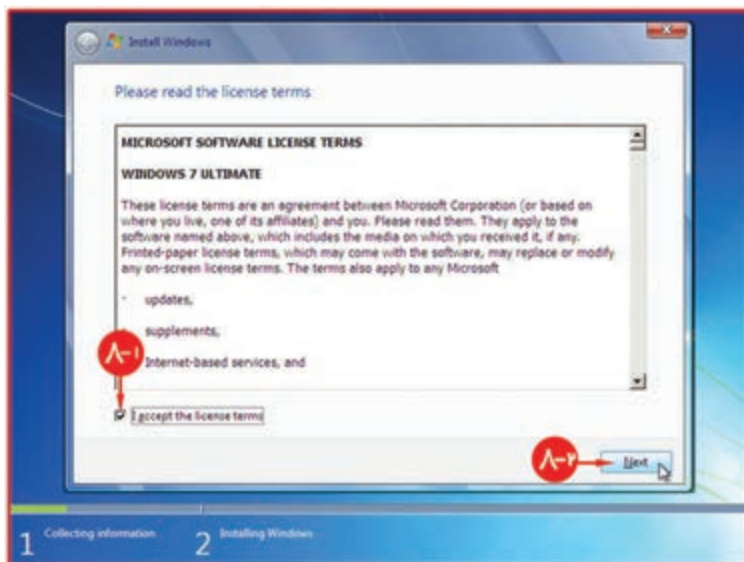 Install Windows
Please read the license terms
MICROSOFT SOFTWARE LICENSE TERMS
WINDOWS 7 ULTIMATE
These license terms are an agreement between Microsoft Corporation (or based on
where you live, one of its affiliates) and you. Please read them. They apply to the
software named above, which includes the media on which you received it, if any.
Printed-paper license terms, which may come with the software, may replace or modify
any on-screen license terms. The terms also apply to any Microsoft
· updates,
supplements,
۸-۱
Internet-based services, and
I accept the license terms
۸-۲
Next
1 Collecting information
2 Installing Windows